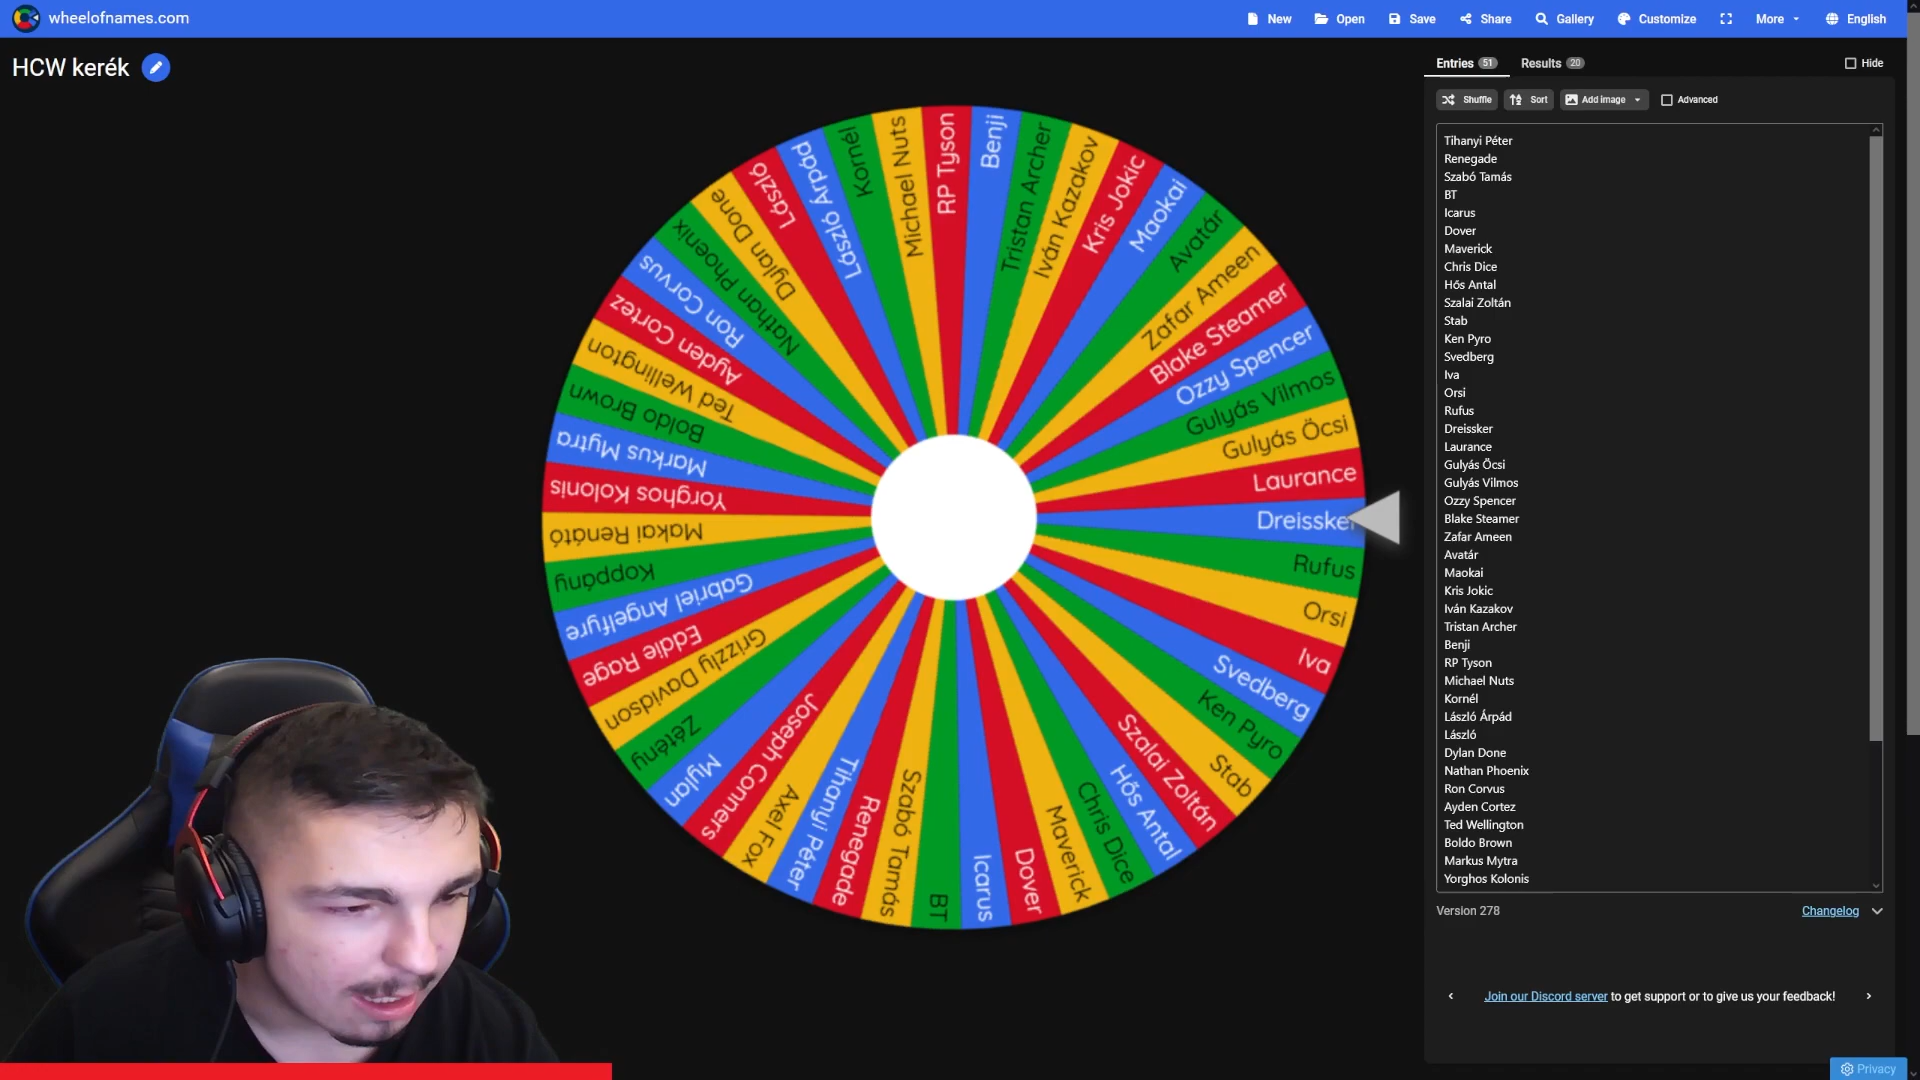 wheelofnames.com
New
Open
Save
Share
Gallery
Customize
More
English
HCW kerék
Entries 51
Results 20
Hide
Shuffle
Sort
Add image
Advanced
Tihanyi Péter
Renegade
Szabó Tamás
BT
Icarus
Dover
Maverick
Chris Dice
Hős Antal
Szalai Zoltán
Stab
Ken Pyro
Svedberg
Iva
Orsi
Rufus
Dreissker
Laurance
Gulyás Öcsi
Gulyás Vilmos
Ozzy Spencer
Blake Steamer
Zafar Ameen
Avatár
Maokai
Kris Jokic
Iván Kazakov
Tristan Archer
Benji
RP Tyson
Michael Nuts
Kornél
László Árpád
László
Dylan Done
Nathan Phoenix
Ron Corvus
Ayden Cortez
Ted Wellington
Boldo Brown
Markus Mytra
Yorghos Kolonis
Version 278
Changelog
Join our Discord server to get support or to give us your feedback!
Privacy
RP Tyson
Benji
Tristan Archer
Iván Kazakov
Kris Jokic
Maokai
Avatár
Zafar Ameen
Blake Steamer
Ozzy Spencer
Gulyás Vilmos
Gulyás Öcsi
Laurance
Dreissker
Rufus
Orsi
Iva
Svedberg
Ken Pyro
Stab
Szalai Zoltán
Hős Antal
Chris Dice
Maverick
Dover
Icarus
BT
Szabó Tamás
Renegade
Tihanyi Péter
Axel Fox
Joseph Conners
Mylan
Zétény
Grizzly Davidson
Eddie Rage
Gabriel Angelfyre
Koppány
Makai Renátó
Yorghos Kolonis
Markus Mytra
Boldo Brown
Ted Wellington
Ayden Cortez
Ron Corvus
Nathan Phoenix
Dylan Done
László
László Árpád
Kornél
Michael Nuts